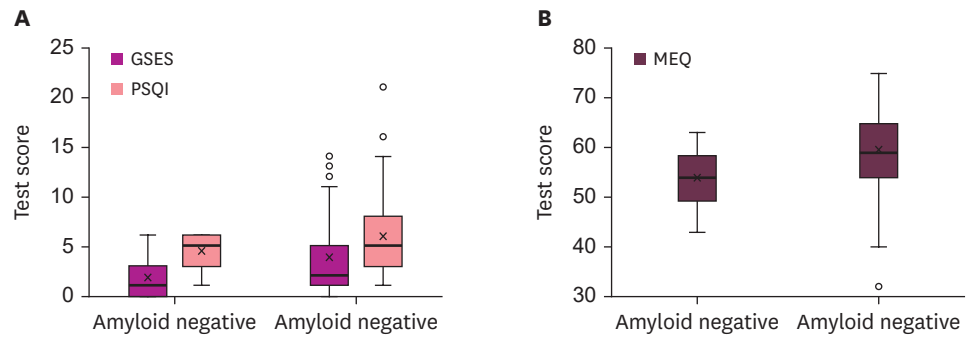 A
Test score
25
20
15
10
5
0
GSES
PSQI
Amyloid negative
Amyloid negative
B
Test score
80
70
60
50
40
30
MEQ
Amyloid negative
Amyloid negative